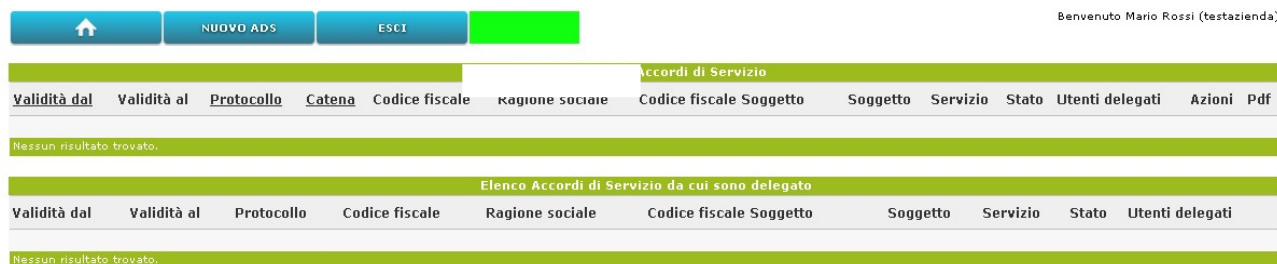 NUOVO ADS ESCI
Benvenuto Mario Rossi (testazienda)
Accordi di Servizio
Validità dal Validità al Protocollo Catena Codice fiscale Ragione sociale Codice fiscale Soggetto Soggetto Servizio Stato Utenti delegati Azioni Pdf
Nessun risultato trovato.
Elenco Accordi di Servizio da cui sono delegato
Validità dal Validità al Protocollo Codice fiscale Ragione sociale Codice fiscale Soggetto Soggetto Servizio Stato Utenti delegati
Nessun risultato trovato.